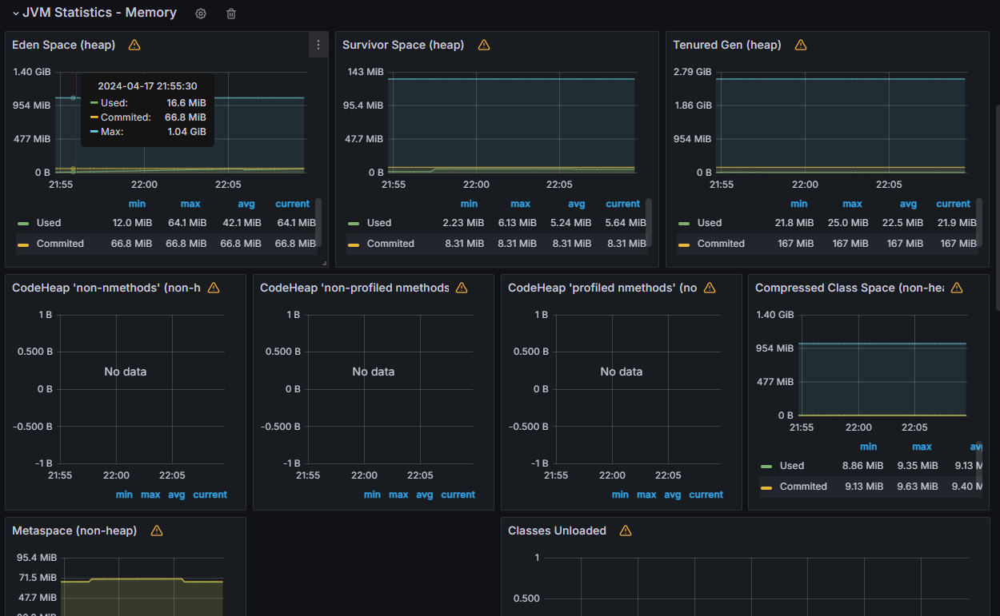 JVM Statistics - Memory
Eden Space (heap)
1.40 GiB
954 MiB
477 MiB
0 B
21:55 22:00 22:05
2024-04-17 21:55:30
Used: 16.6 MiB
Commited: 66.8 MiB
Max: 1.04 GiB
min max avg current
Used 12.0 MiB 64.1 MiB 42.1 MiB 64.1 MiB
Commited 66.8 MiB 66.8 MiB 66.8 MiB 66.8 MiB
Survivor Space (heap)
143 MiB
95.4 MiB
47.7 MiB
0 B
21:55 22:00 22:05
min max avg current
Used 2.23 MiB 6.13 MiB 5.24 MiB 5.64 MiB
Commited 8.31 MiB 8.31 MiB 8.31 MiB 8.31 MiB
Tenured Gen (heap)
2.79 GiB
1.86 GiB
954 MiB
0 B
21:55 22:00 22:05
min max avg current
Used 21.8 MiB 25.0 MiB 22.5 MiB 21.9 MiB
Commited 167 MiB 167 MiB 167 MiB 167 MiB
CodeHeap 'non-nmethods' (non-h
1 B
0.500 B
0 B
-0.500 B
-1 B
No data
21:55 22:00 22:05
min max avg current
CodeHeap 'non-profiled nmethods
1 B
0.500 B
0 B
-0.500 B
-1 B
No data
21:55 22:00 22:05
min max avg current
CodeHeap 'profiled nmethods' (no
1 B
0.500 B
0 B
-0.500 B
-1 B
No data
21:55 22:00 22:05
min max avg current
Compressed Class Space (non-hea
1.40 GiB
954 MiB
477 MiB
0 B
21:55 22:00 22:05
min max avg
Used 8.86 MiB 9.35 MiB 9.13 M
Commited 9.13 MiB 9.63 MiB 9.40 M
Metaspace (non-heap)
95.4 MiB
71.5 MiB
47.7 MiB
Classes Unloaded
1
0.500